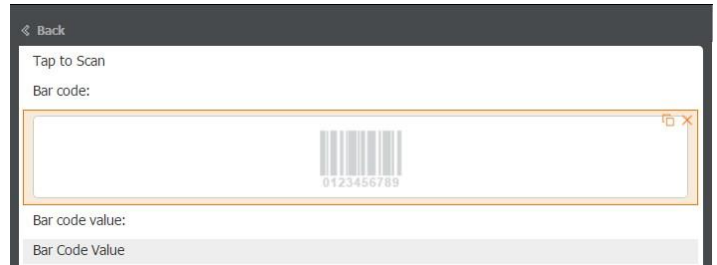 Back
Tap to Scan
Bar code:
0123456789
Bar code value:
Bar Code Value